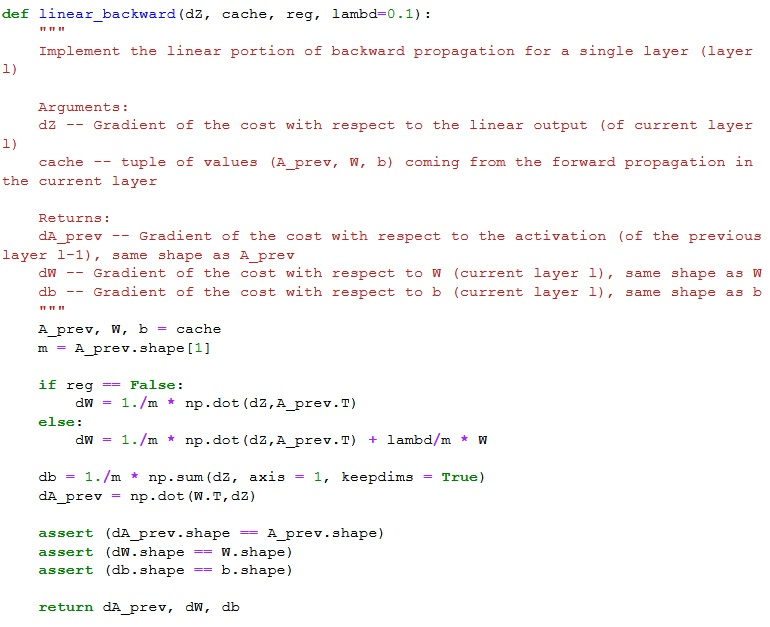 def linear_backward(dZ, cache, reg, lambd=0.1):
    """
    Implement the linear portion of backward propagation for a single layer (layer
l)
    Arguments:
    dZ -- Gradient of the cost with respect to the linear output (of current layer
l)
    cache -- tuple of values (A_prev, W, b) coming from the forward propagation in
the current layer
    Returns:
    dA_prev -- Gradient of the cost with respect to the activation (of the previous
layer l-1), same shape as A_prev
    dW -- Gradient of the cost with respect to W (current layer l), same shape as W
    db -- Gradient of the cost with respect to b (current layer l), same shape as b
    """
    A_prev, W, b = cache
    m = A_prev.shape[1]
    if reg == False:
        dW = 1./m * np.dot(dZ,A_prev.T)
    else:
        dW = 1./m * np.dot(dZ,A_prev.T) + lambd/m * W
    db = 1./m * np.sum(dZ, axis = 1, keepdims = True)
    dA_prev = np.dot(W.T,dZ)
    assert (dA_prev.shape == A_prev.shape)
    assert (dW.shape == W.shape)
    assert (db.shape == b.shape)
    return dA_prev, dW, db